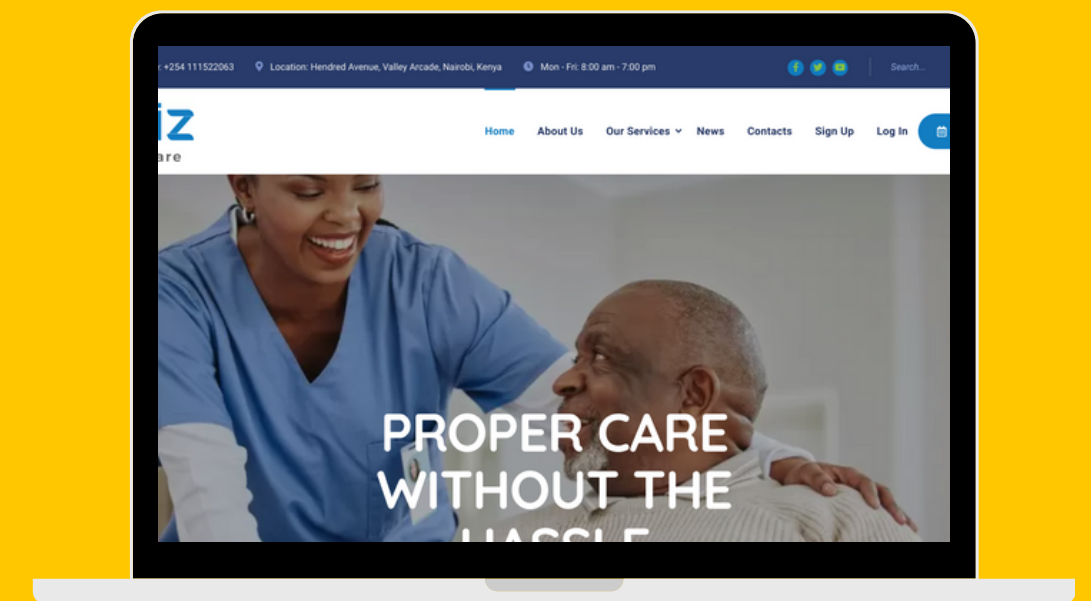 : +254 111522063 Location: Hendred Avenue, Valley Arcade, Nairobi, Kenya Mon - Fri: 8:00 am - 7:00 pm Search...
iz
are
Home About Us Our Services News Contacts Sign Up Log In
PROPER CARE
WITHOUT THE
HASSLE